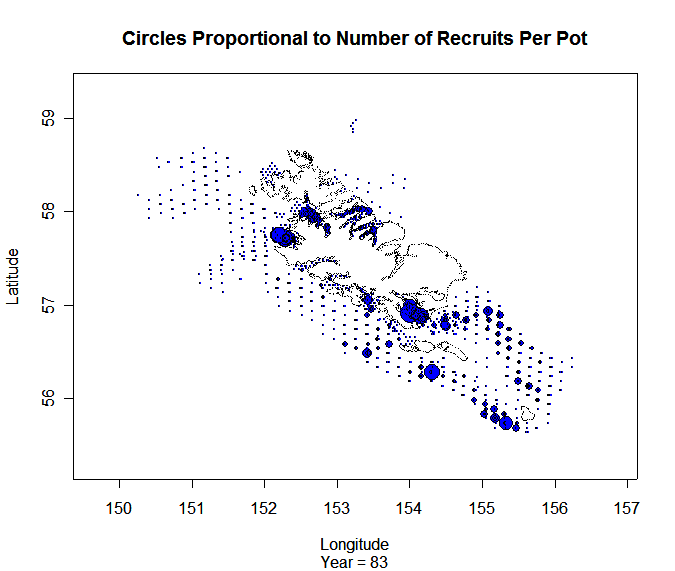 Circles Proportional to Number of Recruits Per Pot
59
58
57
56
Latitude
150 151 152 153 154 155 156 157
Longitude
Year = 83